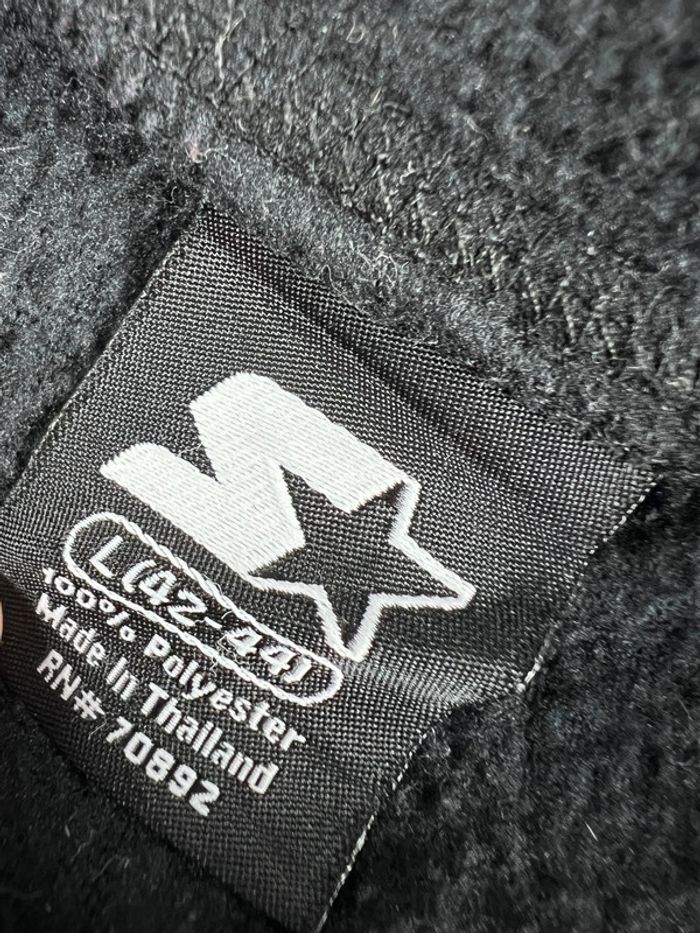 L(42-44)
100% Polyester
Made In Thailand
RN# 70892